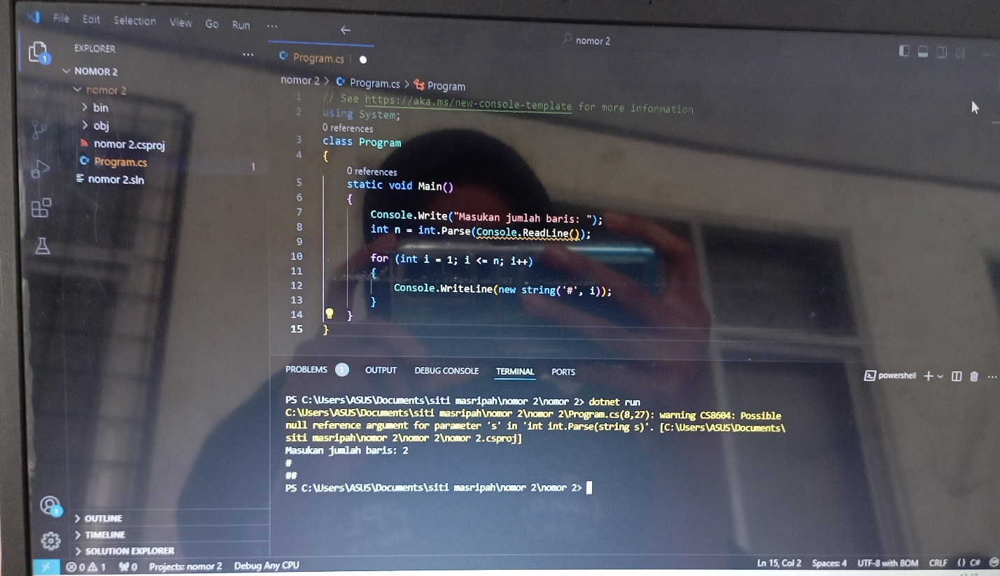 File Edit Selection View Go Run ...
nomor 2
EXPLORER ...
NOMOR 2
nomor 2
bin
obj
nomor 2.csproj
Program.cs 1
nomor 2.sln
OUTLINE
TIMELINE
SOLUTION EXPLORER
Program.cs
nomor 2 > Program.cs > Program
1 // See https://aka.ms/new-console-template for more information
2 using System;
0 references
3 class Program
4 {
0 references
5 static void Main()
6 {
7 Console.Write("Masukan jumlah baris: ");
8 int n = int.Parse(Console.ReadLine());
9
10 for (int i = 1; i <= n; i++)
11 {
12 Console.WriteLine(new string('#', i));
13 }
14 }
15 }
PROBLEMS 1 OUTPUT DEBUG CONSOLE TERMINAL PORTS
powershell
PS C:\Users\ASUS\Documents\siti masripah\nomor 2\nomor 2> dotnet run
C:\Users\ASUS\Documents\siti masripah\nomor 2\nomor 2\Program.cs(8,27): warning CS8604: Possible
null reference argument for parameter 's' in 'int int.Parse(string s)'. [C:\Users\ASUS\Documents\
siti masripah\nomor 2\nomor 2\nomor 2.csproj]
Masukan jumlah baris: 2
#
##
PS C:\Users\ASUS\Documents\siti masripah\nomor 2\nomor 2>
0 1 0 Projects: nomor 2 Debug Any CPU Ln 15, Col 2 Spaces: 4 UTF-8 with BOM CRLF {} C#